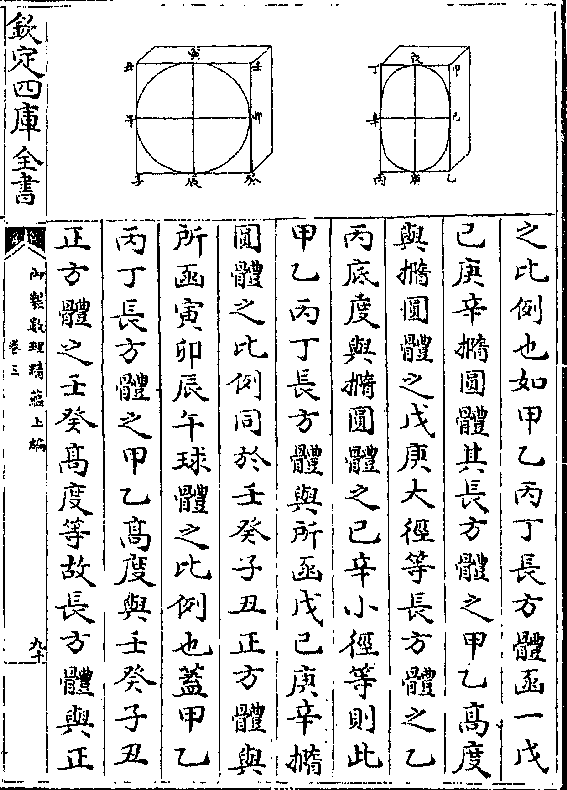 之比例也如甲乙丙丁長方體函一戊
己庚辛橢圓體其長方體之甲乙高度
與橢圓體之戊庚大徑等長方體之乙
丙底度與橢圓體之己辛小徑等則此
甲乙丙丁長方體與所函戊己庚辛橢
圓體之比例同於壬癸子丑正方體與
所函寅卯辰午球體之比例也蓋甲乙
丙丁長方體之甲乙高度與壬癸子丑
正方體之壬癸高度等故長方體與正
甲
戊
丁
己
辛
乙
庚
丙
壬
寅
丑
卯
午
癸
辰
子
欽定四庫全書
御製數理精蘊上編
卷三
九十